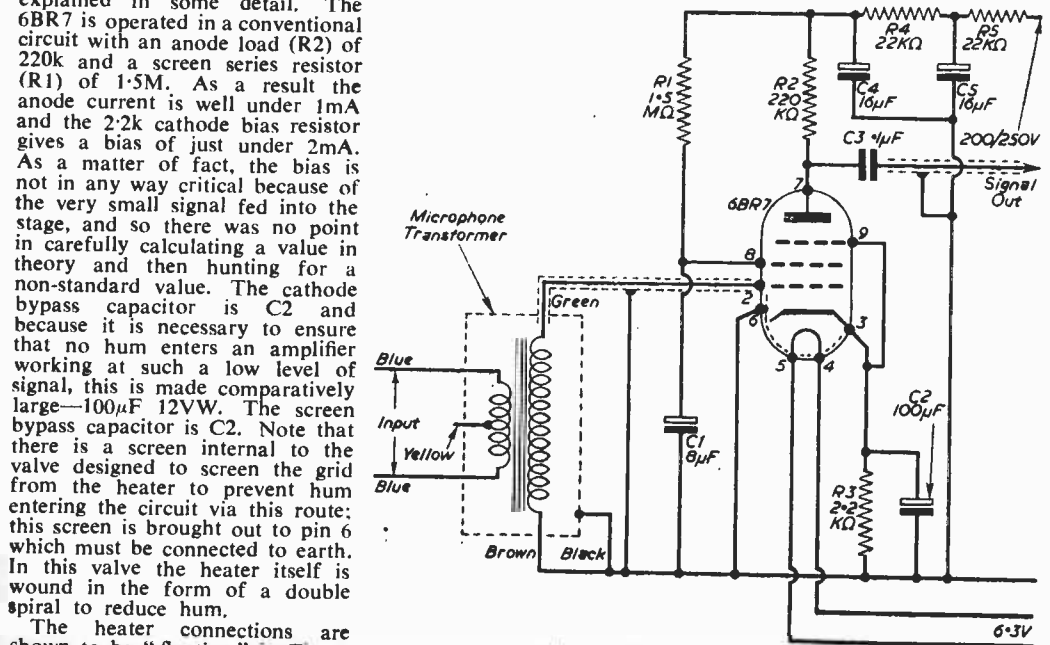 explained in some detail. The
6BR7 is operated in a conventional
circuit with an anode load (R2) of
220k and a screen series resistor
(R1) of 1·5M. As a result the
anode current is well under 1mA
and the 2·2k cathode bias resistor
gives a bias of just under 2mA.
As a matter of fact, the bias is
not in any way critical because of
the very small signal fed into the
stage, and so there was no point
in carefully calculating a value in
theory and then hunting for a
non-standard value. The cathode
bypass capacitor is C2 and
because it is necessary to ensure
that no hum enters an amplifier
working at such a low level of
signal, this is made comparatively
large—100μF 12VW. The screen
bypass capacitor is C2. Note that
there is a screen internal to the
valve designed to screen the grid
from the heater to prevent hum
entering the circuit via this route;
this screen is brought out to pin 6
which must be connected to earth.
In this valve the heater itself is
wound in the form of a double
spiral to reduce hum.
The heater connections are
R4
22KΩ
R5
22KΩ
R1
1·5
MΩ
R2
220
KΩ
C4
16μF
C5
16μF
C3 ·1μF
200/250V
Signal
Out
7
6BR7
9
8
2
6
3
5
4
Microphone
Transformer
Green
Blue
Input
Yellow
Blue
Brown
Black
C1
8μF
C2
100μF
R3
2·2
KΩ
6·3V